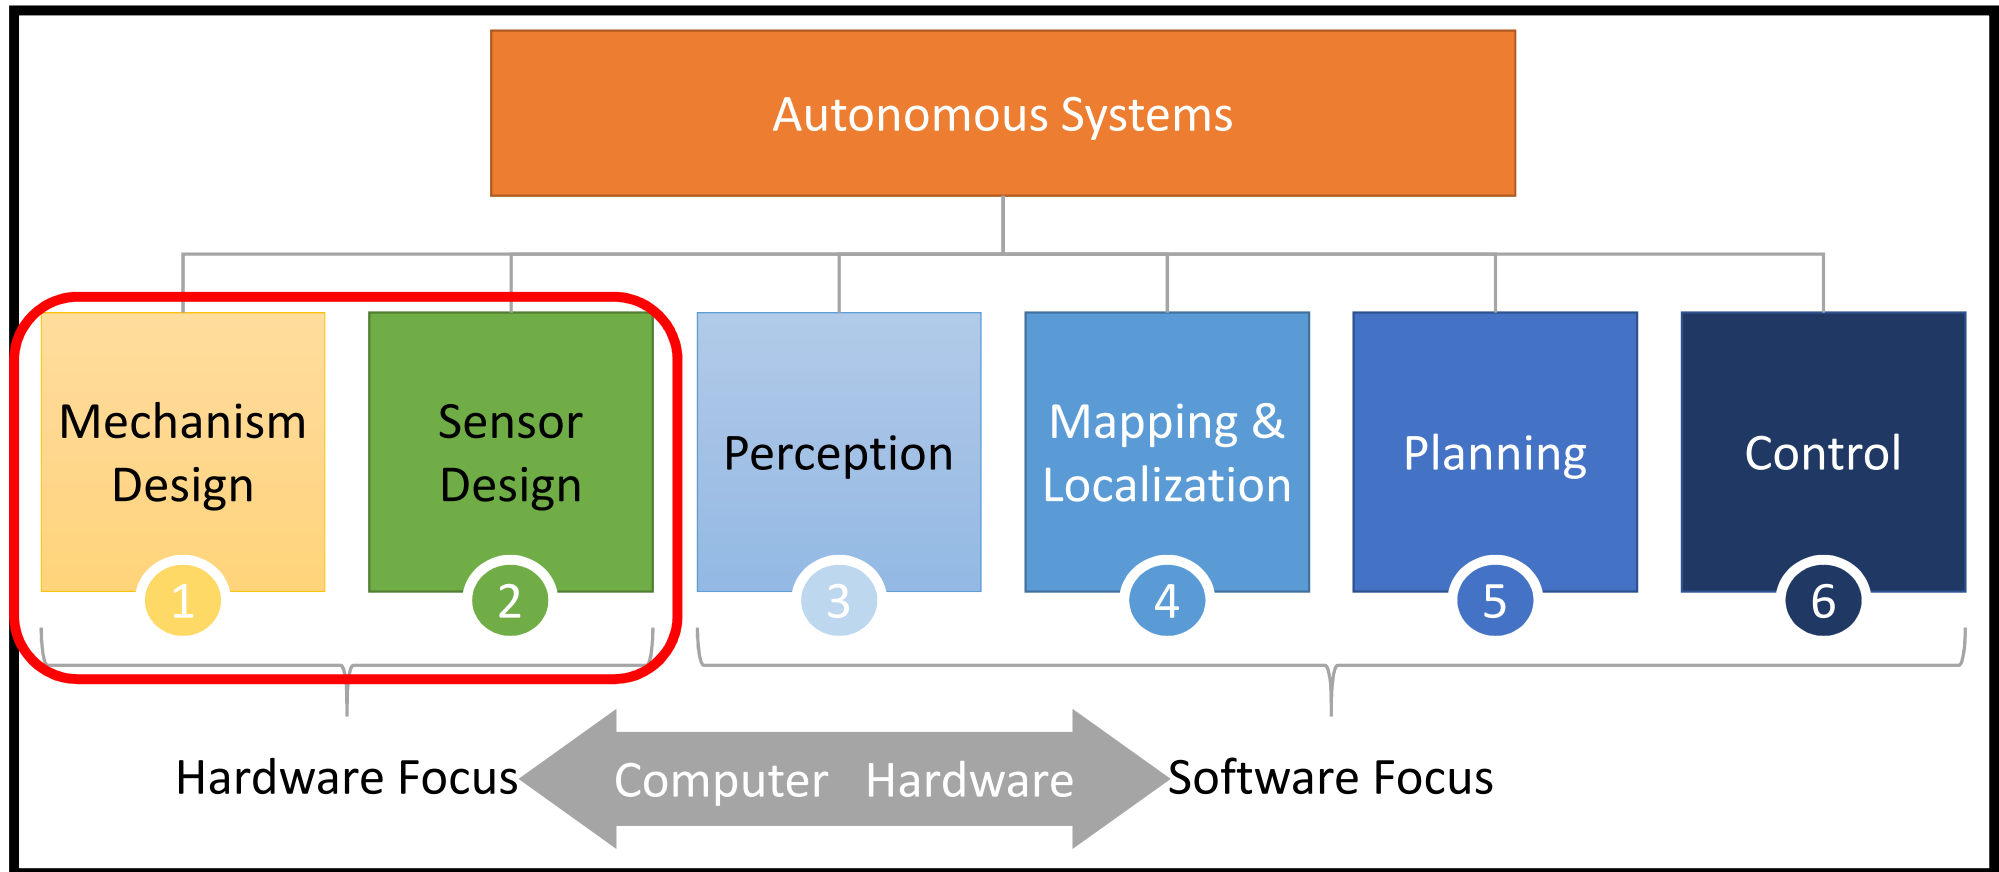 Autonomous Systems
Mechanism
Design
1
Sensor
Design
2
Perception
3
Mapping &
Localization
4
Planning
5
Control
6
Hardware Focus
Computer Hardware
Software Focus